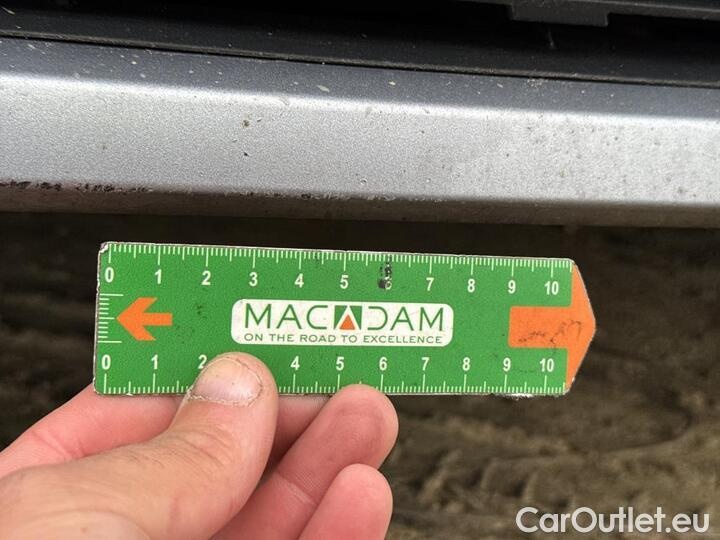 0 1 2 3 4 5 6 7 8 9 10
MACADAM
ON THE ROAD TO EXCELLENCE
0 1 2 4 5 6 7 8 9 10
CarOutlet.eu